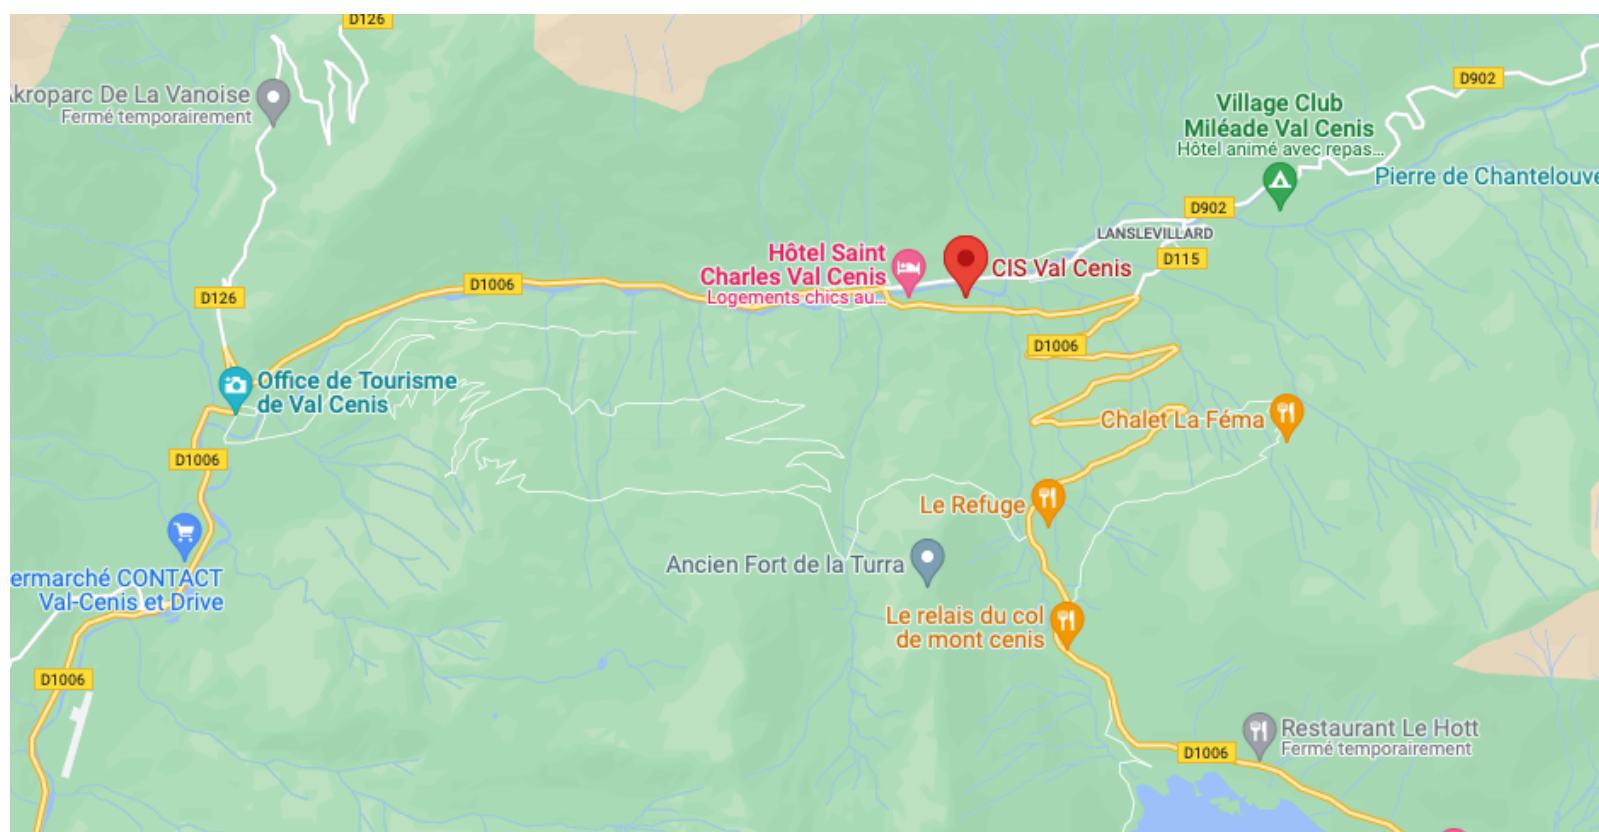 D126
D902
Akroparc De La Vanoise
Fermé temporairement
Village Club
Miléade Val Cenis
Hôtel animé avec repas...
Pierre de Chantelouve
D902
LANSLEVILLARD
D115
Hôtel Saint
Charles Val Cenis
Logements chics au...
CIS Val Cenis
D1006
D126
D1006
Office de Tourisme
de Val Cenis
Chalet La Féma
D1006
Le Refuge
Ancien Fort de la Turra
ermarché CONTACT
Val-Cenis et Drive
Le relais du col
de mont cenis
D1006
Restaurant Le Hott
Fermé temporairement
D1006